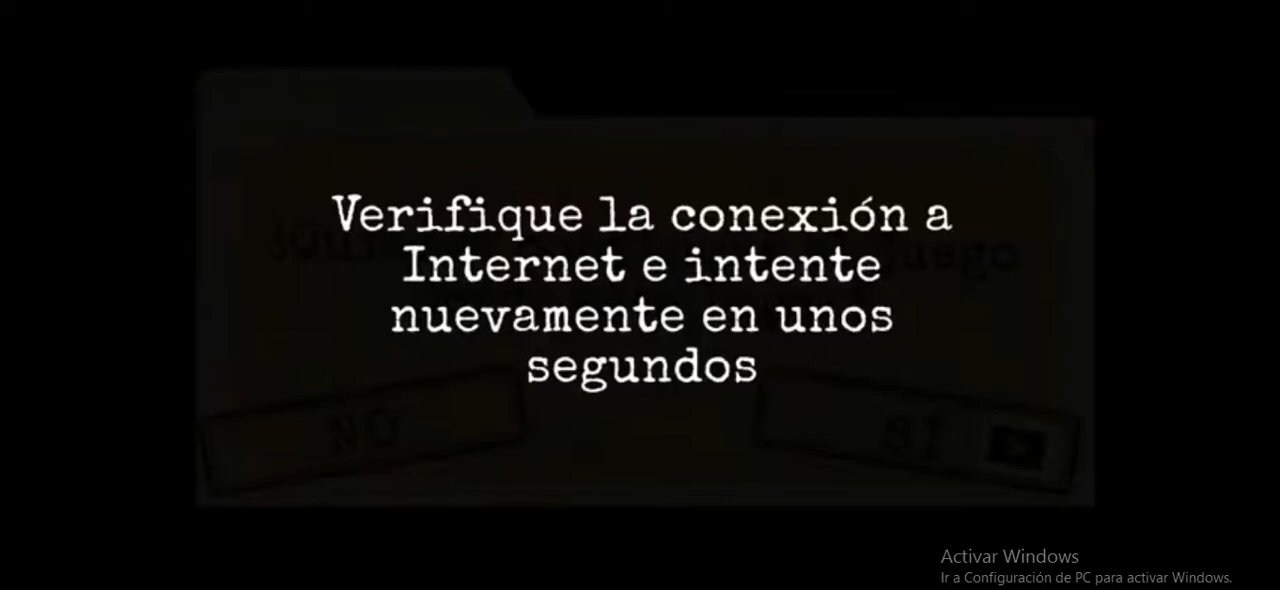 Verifique la conexión a
Internet e intente
nuevamente en unos
segundos
NO
SI
Activar Windows
Ir a Configuración de PC para activar Windows.